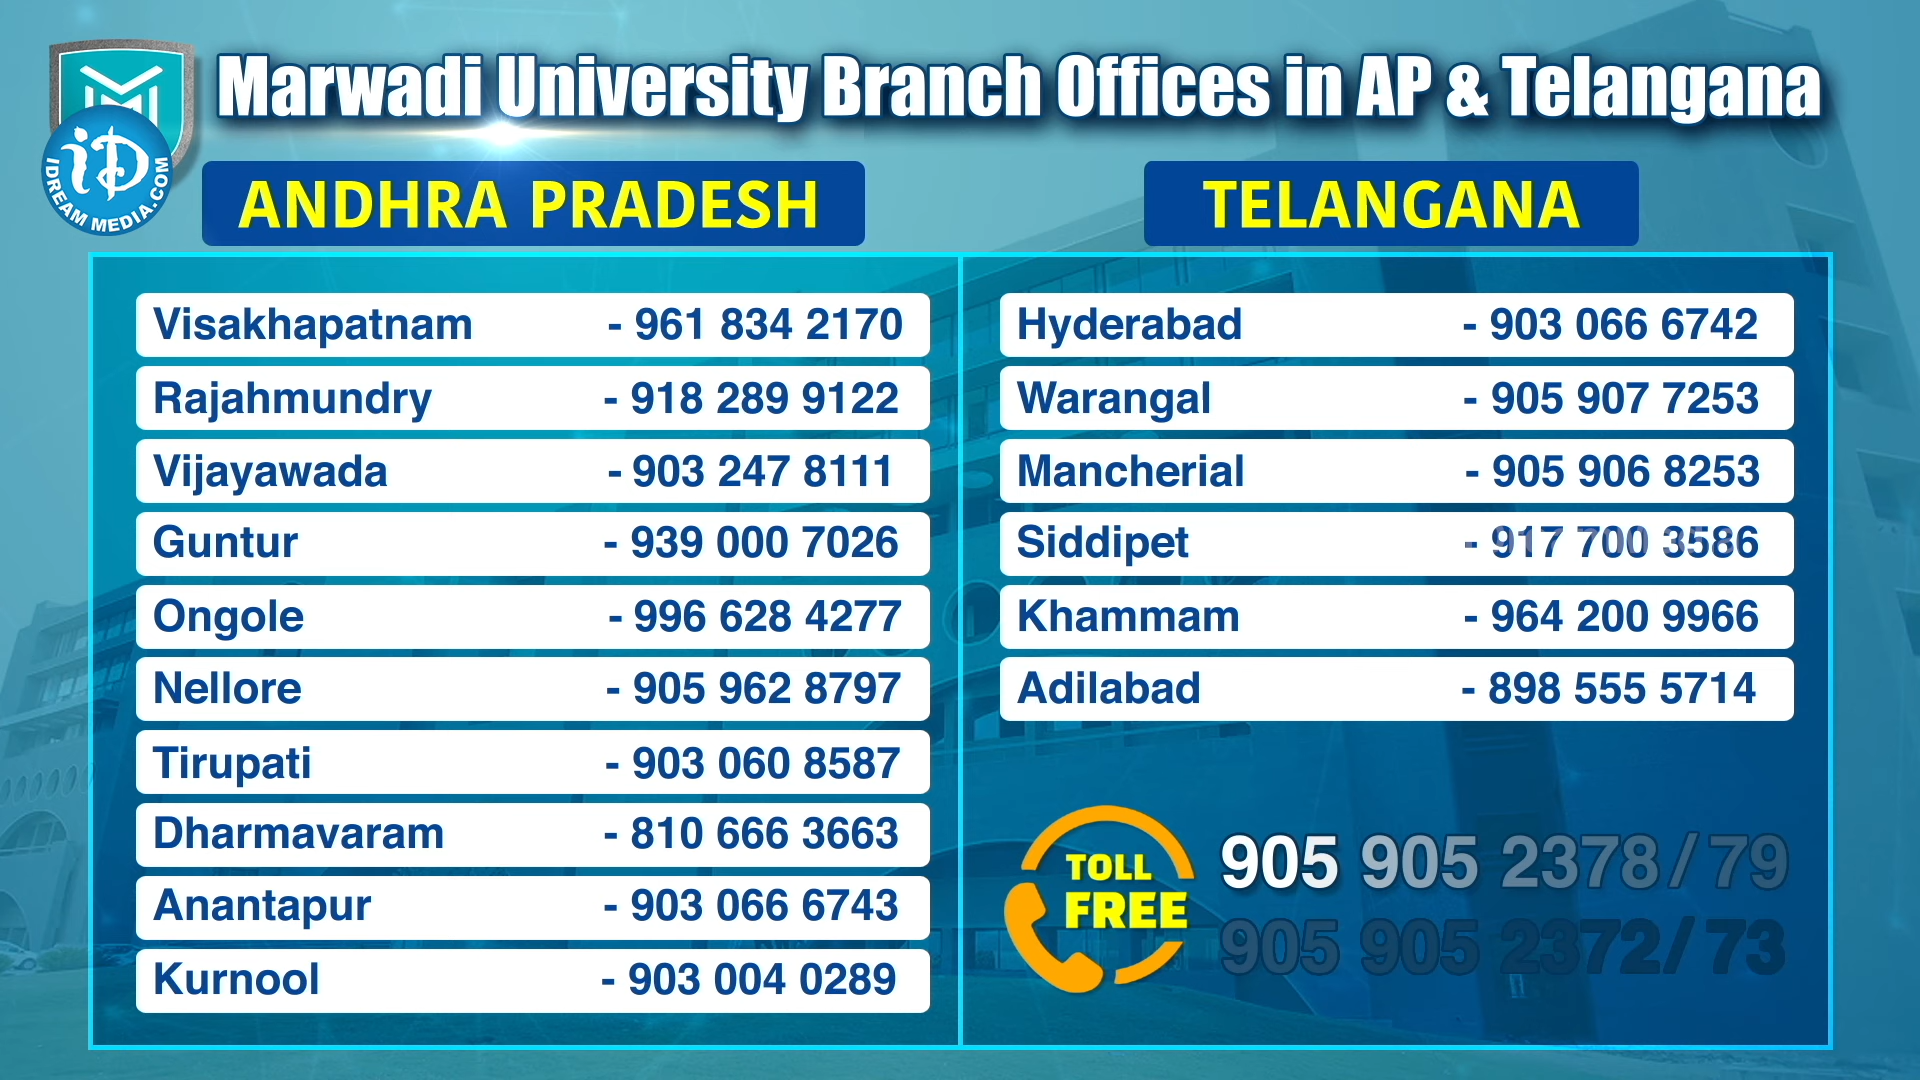 Marwadi University Branch Offices in AP & Telangana
iD
IDREAM MEDIA.COM
ANDHRA PRADESH
Visakhapatnam - 961 834 2170
Rajahmundry - 918 289 9122
Vijayawada - 903 247 8111
Guntur - 939 000 7026
Ongole - 996 628 4277
Nellore - 905 962 8797
Tirupati - 903 060 8587
Dharmavaram - 810 666 3663
Anantapur - 903 066 6743
Kurnool - 903 004 0289
TELANGANA
Hyderabad - 903 066 6742
Warangal - 905 907 7253
Mancherial - 905 906 8253
Siddipet - 917 700 3586
Khammam - 964 200 9966
Adilabad - 898 555 5714
TOLL
FREE
905 905 2378 / 79
905 905 2372 / 73